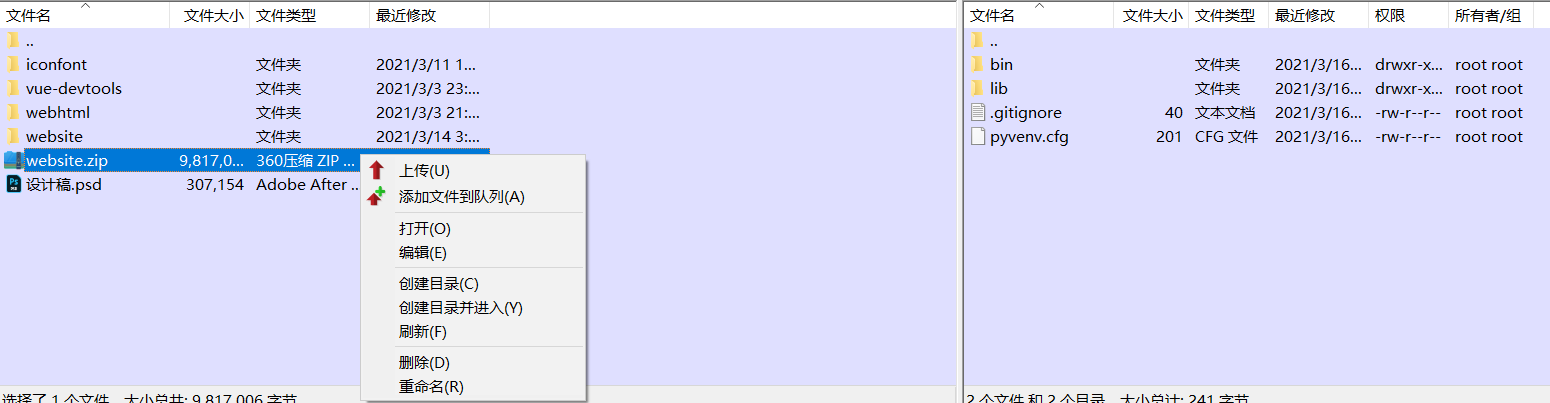 文件名 文件大小 文件类型 最近修改
..
iconfont 文件夹 2021/3/11 1...
vue-devtools 文件夹 2021/3/3 23:...
webhtml 文件夹 2021/3/3 21:...
website 文件夹 2021/3/14 3:...
website.zip 9,817,0... 360压缩 ZIP ...
设计稿.psd 307,154 Adobe After ...
选择了 1 个文件。大小总共: 9,817,006 字节
上传(U)
添加文件到队列(A)
打开(O)
编辑(E)
创建目录(C)
创建目录并进入(Y)
刷新(F)
删除(D)
重命名(R)
文件名 文件大小 文件类型 最近修改 权限 所有者/组
..
bin 文件夹 2021/3/16... drwxr-x... root root
lib 文件夹 2021/3/16... drwxr-x... root root
.gitignore 40 文本文档 2021/3/16... -rw-r--r-- root root
pyvenv.cfg 201 CFG 文件 2021/3/16... -rw-r--r-- root root
2 个文件 和 2 个目录。大小总计: 241 字节